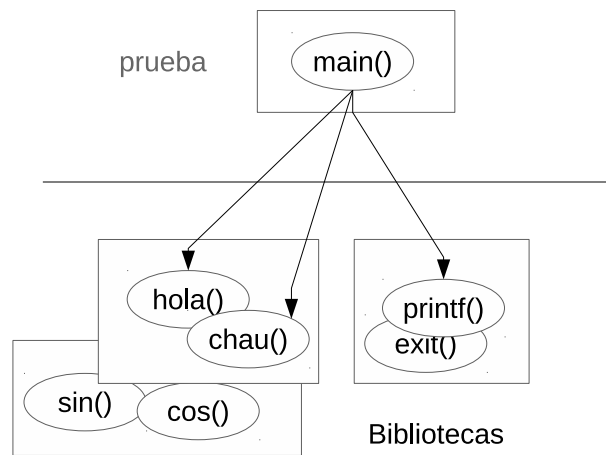 prueba
main()
hola()
chau()
printf()
exit()
sin()
cos()
Bibliotecas